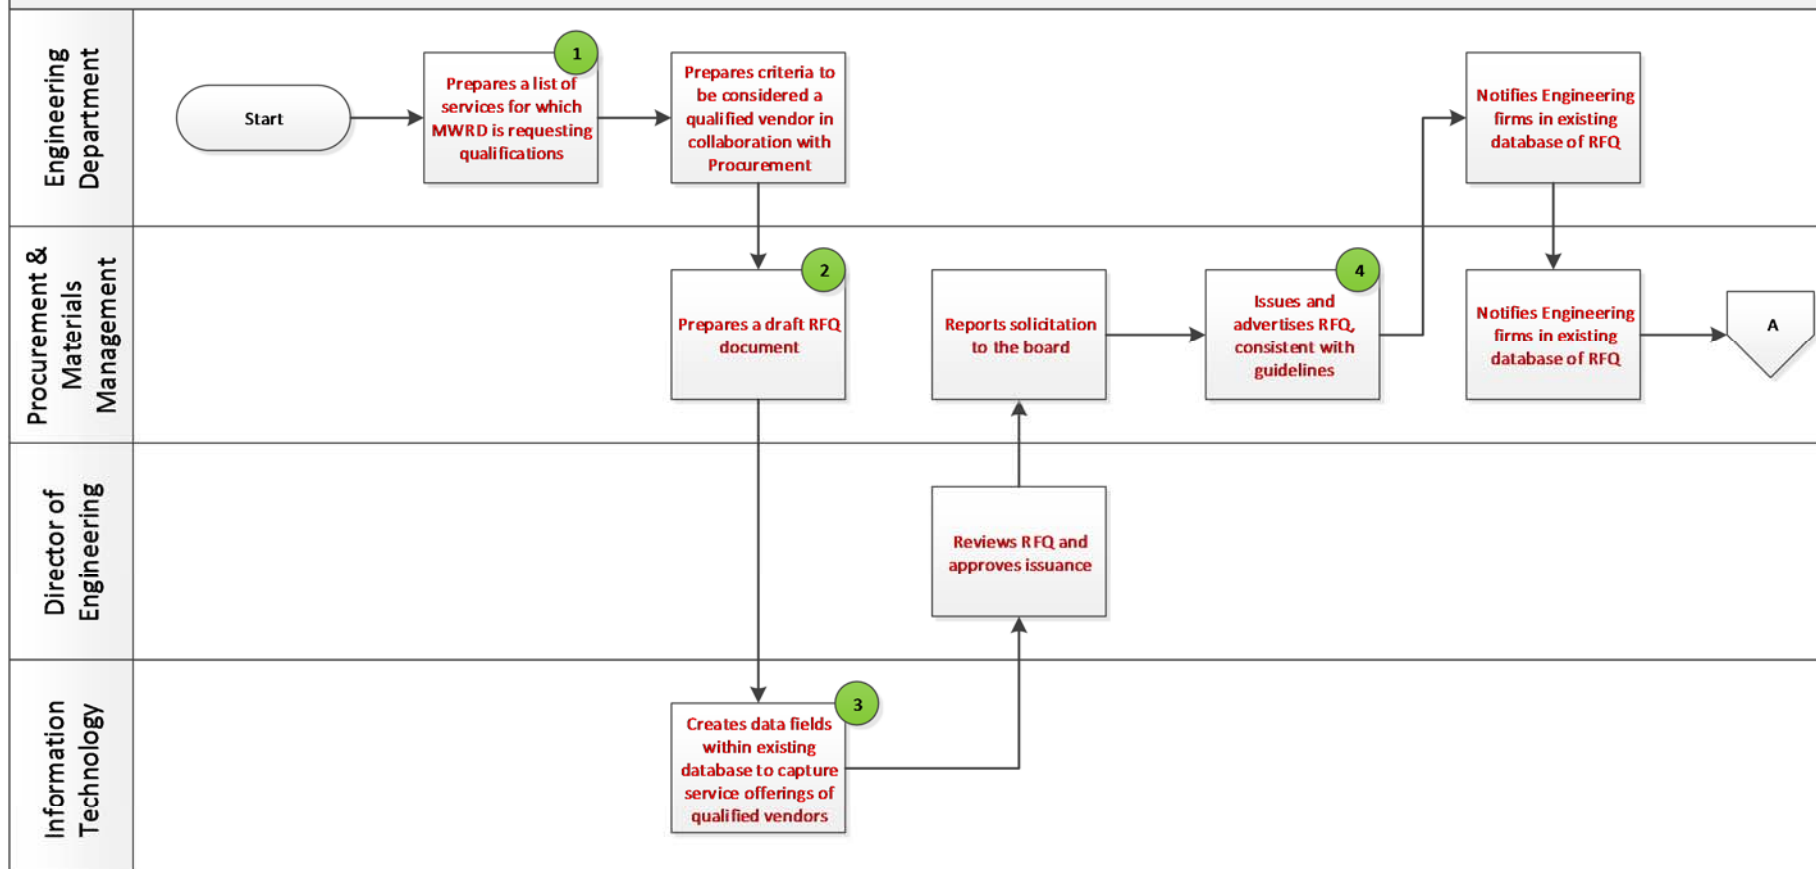 Engineering
Department
Start
1
Prepares a list of
services for which
MWRD is requesting
qualifications
Prepares criteria to
be considered a
qualified vendor in
collaboration with
Procurement
Notifies Engineering
firms in existing
database of RFQ
Procurement &
Materials
Management
2
Prepares a draft RFQ
document
Reports solicitation
to the board
4
Issues and
advertises RFQ,
consistent with
guidelines
Notifies Engineering
firms in existing
database of RFQ
A
Director of
Engineering
Reviews RFQ and
approves issuance
Information
Technology
3
Creates data fields
within existing
database to capture
service offerings of
qualified vendors